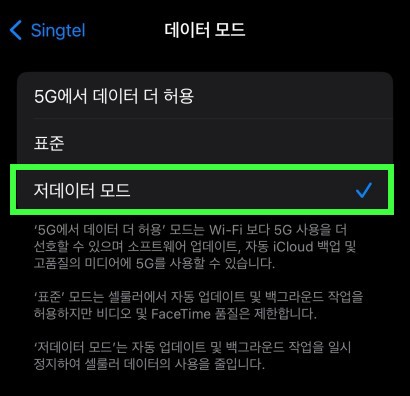 Singtel
데이터 모드
5G에서 데이터 더 허용
표준
저데이터 모드
‘5G에서 데이터 더 허용’ 모드는 Wi-Fi 보다 5G 사용을 더
선호할 수 있으며 소프트웨어 업데이트, 자동 iCloud 백업 및
고품질의 미디어에 5G를 사용할 수 있습니다.
‘표준‘ 모드는 셀룰러에서 자동 업데이트 및 백그라운드 작업을
허용하지만 비디오 및 FaceTime 품질은 제한합니다.
‘저데이터 모드’는 자동 업데이트 및 백그라운드 작업을 일시
정지하여 셀룰러 데이터의 사용을 줄입니다.